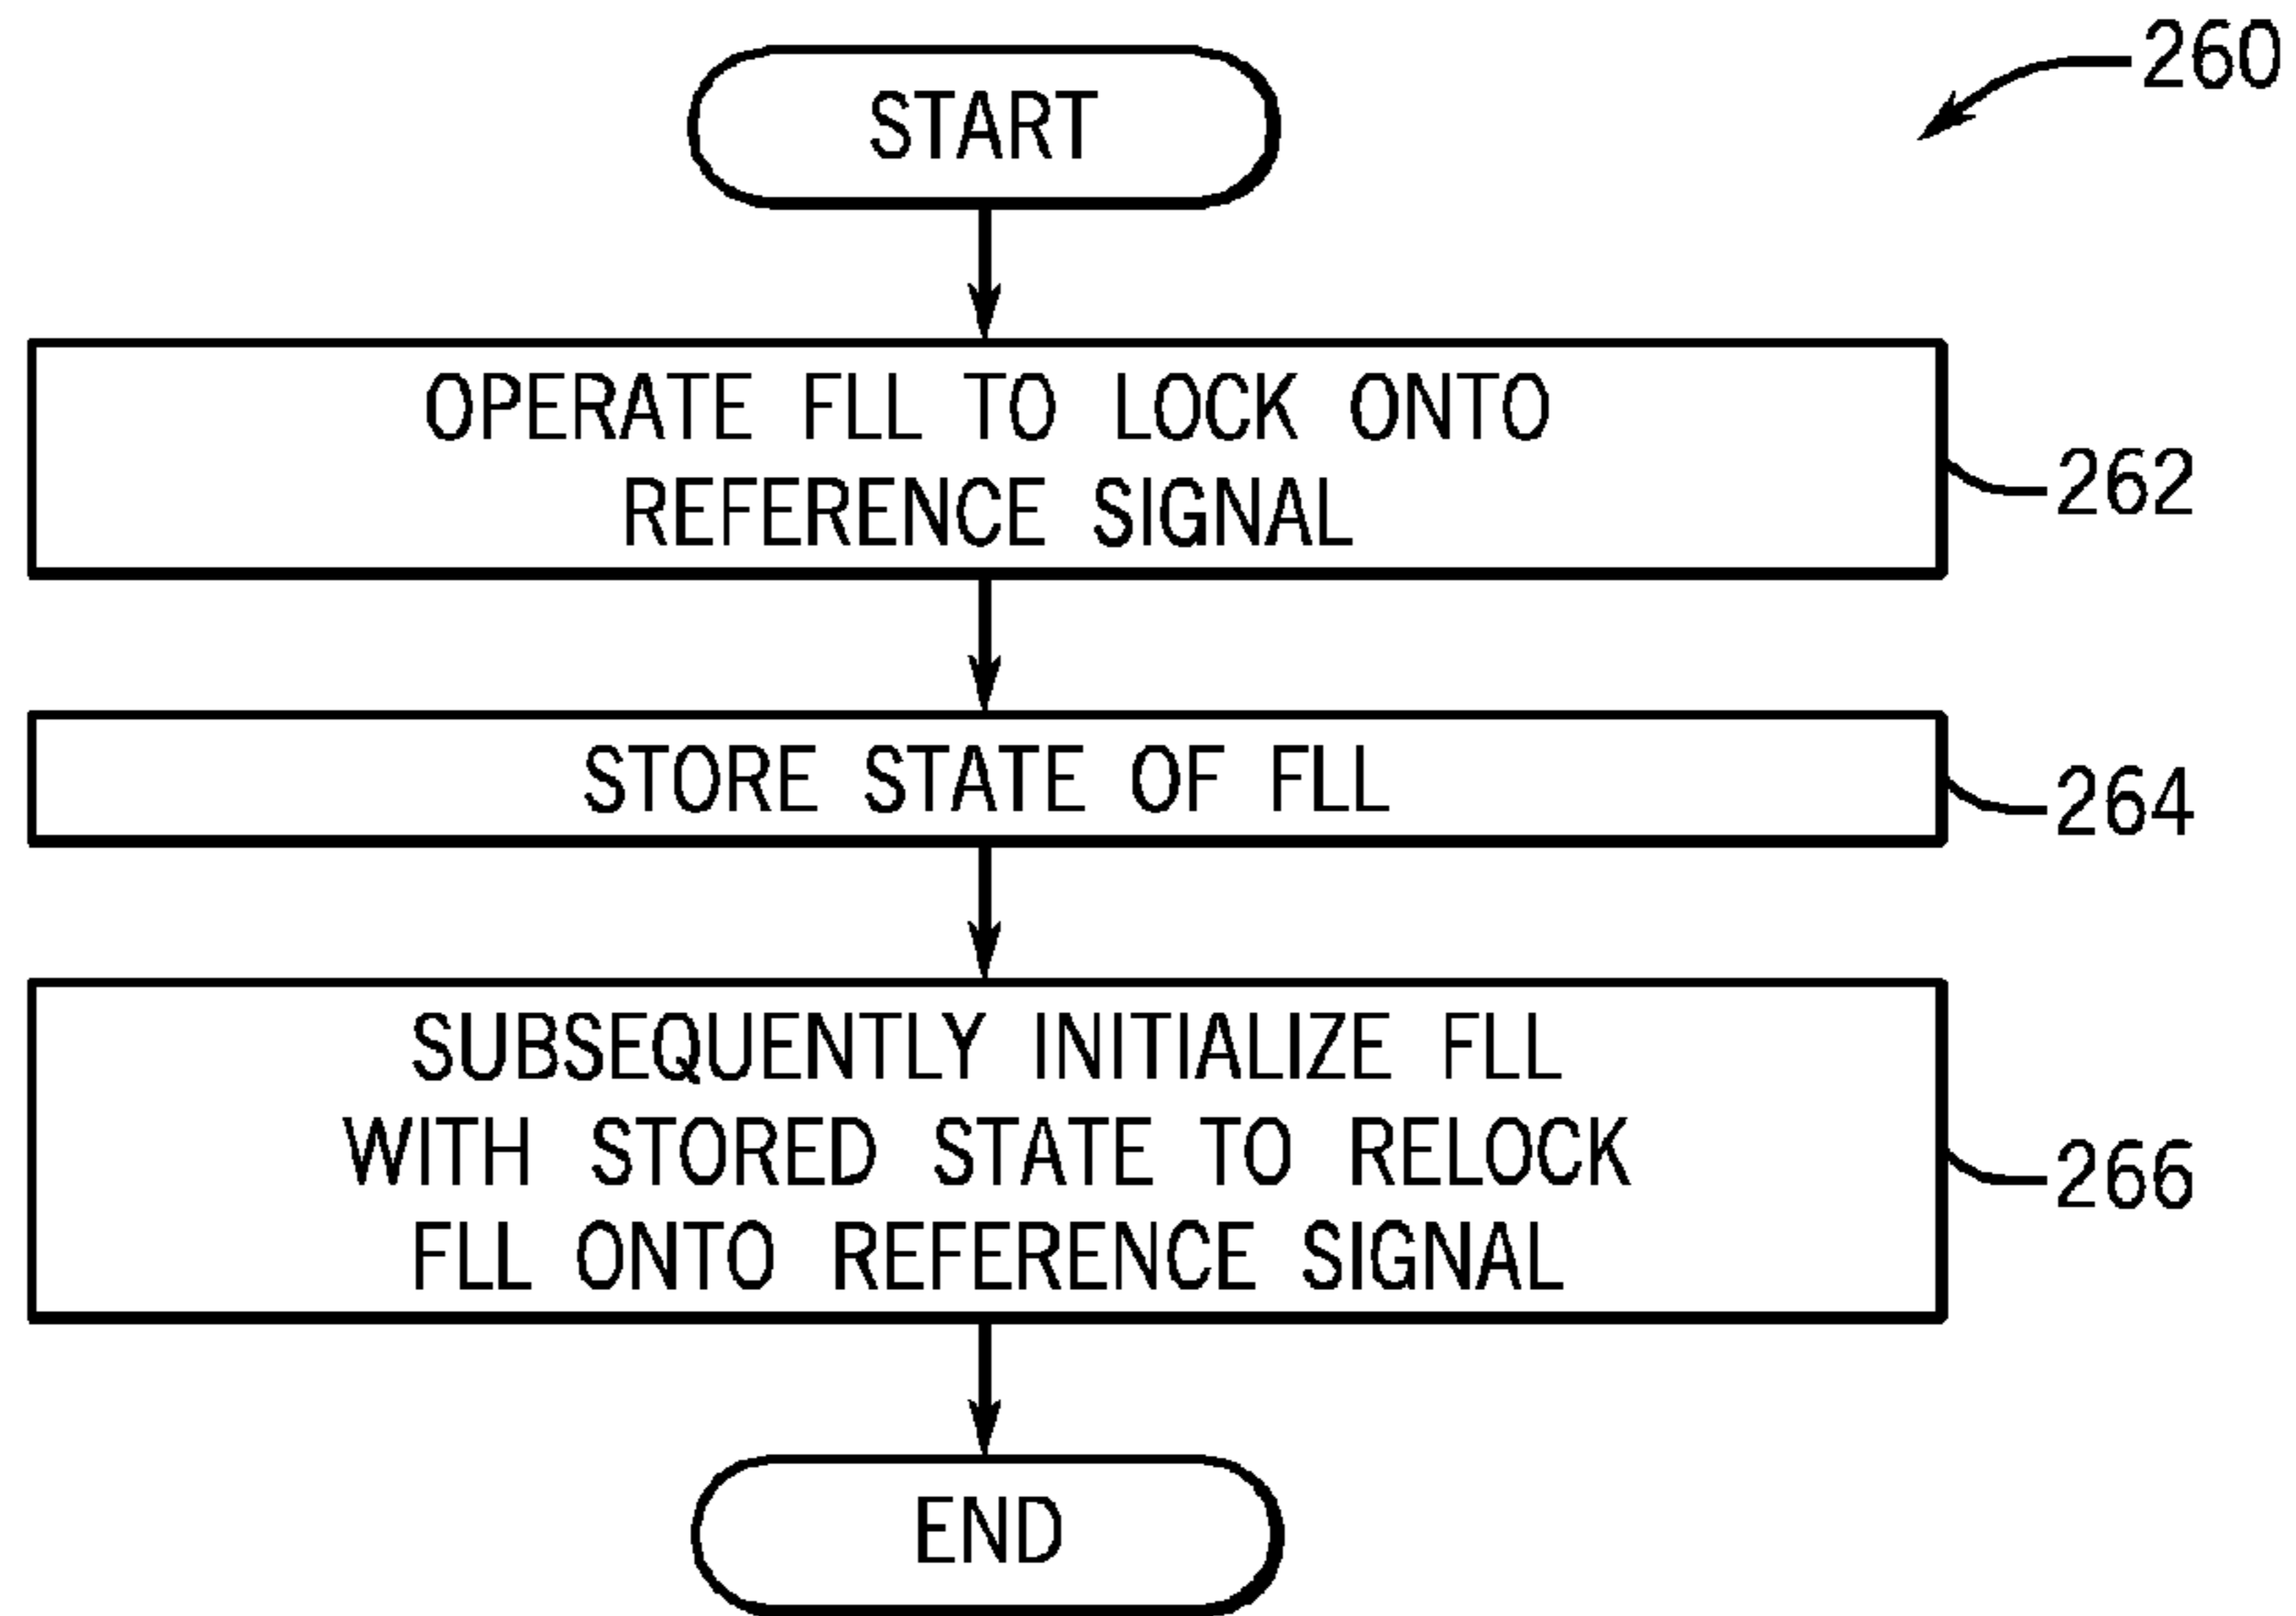 260
START
OPERATE FLL TO LOCK ONTO
REFERENCE SIGNAL
262
STORE STATE OF FLL
264
SUBSEQUENTLY INITIALIZE FLL
WITH STORED STATE TO RELOCK
FLL ONTO REFERENCE SIGNAL
266
END